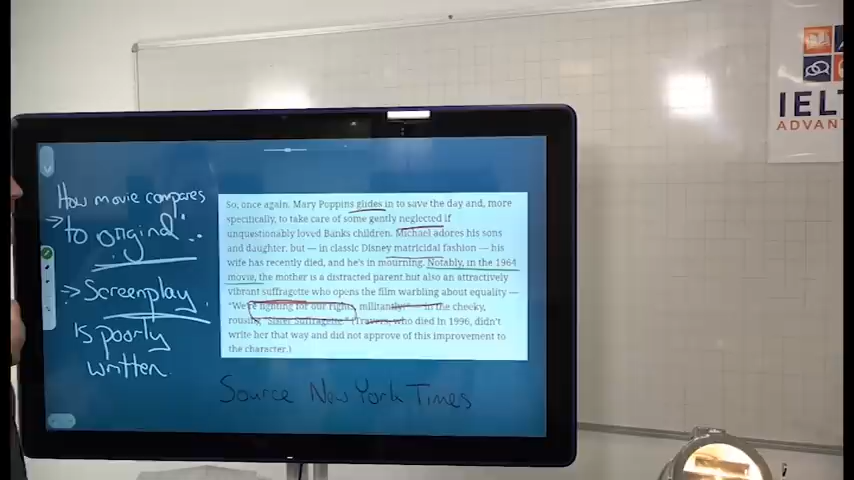 How movie compares
to original
Screenplay
is poorly
written.
So, once again. Mary Poppins glides in to save the day and, more
specifically, to take care of some gently neglected if
unquestionably loved Banks children. Michael adores his sons
and daughter, but — in classic Disney matricidal fashion — his
wife has recently died, and he's in mourning. Notably, in the 1964
movie, the mother is a distracted parent but also an attractively
vibrant suffragette who opens the film warbling about equality —
"We're fighting for our rights, militantly!" — in the cheeky,
rousing "Sister Suffragette." (Travers, who died in 1996, didn't
write her that way and did not approve of this improvement to
the character.)
Source New York Times
IELT
ADVAN